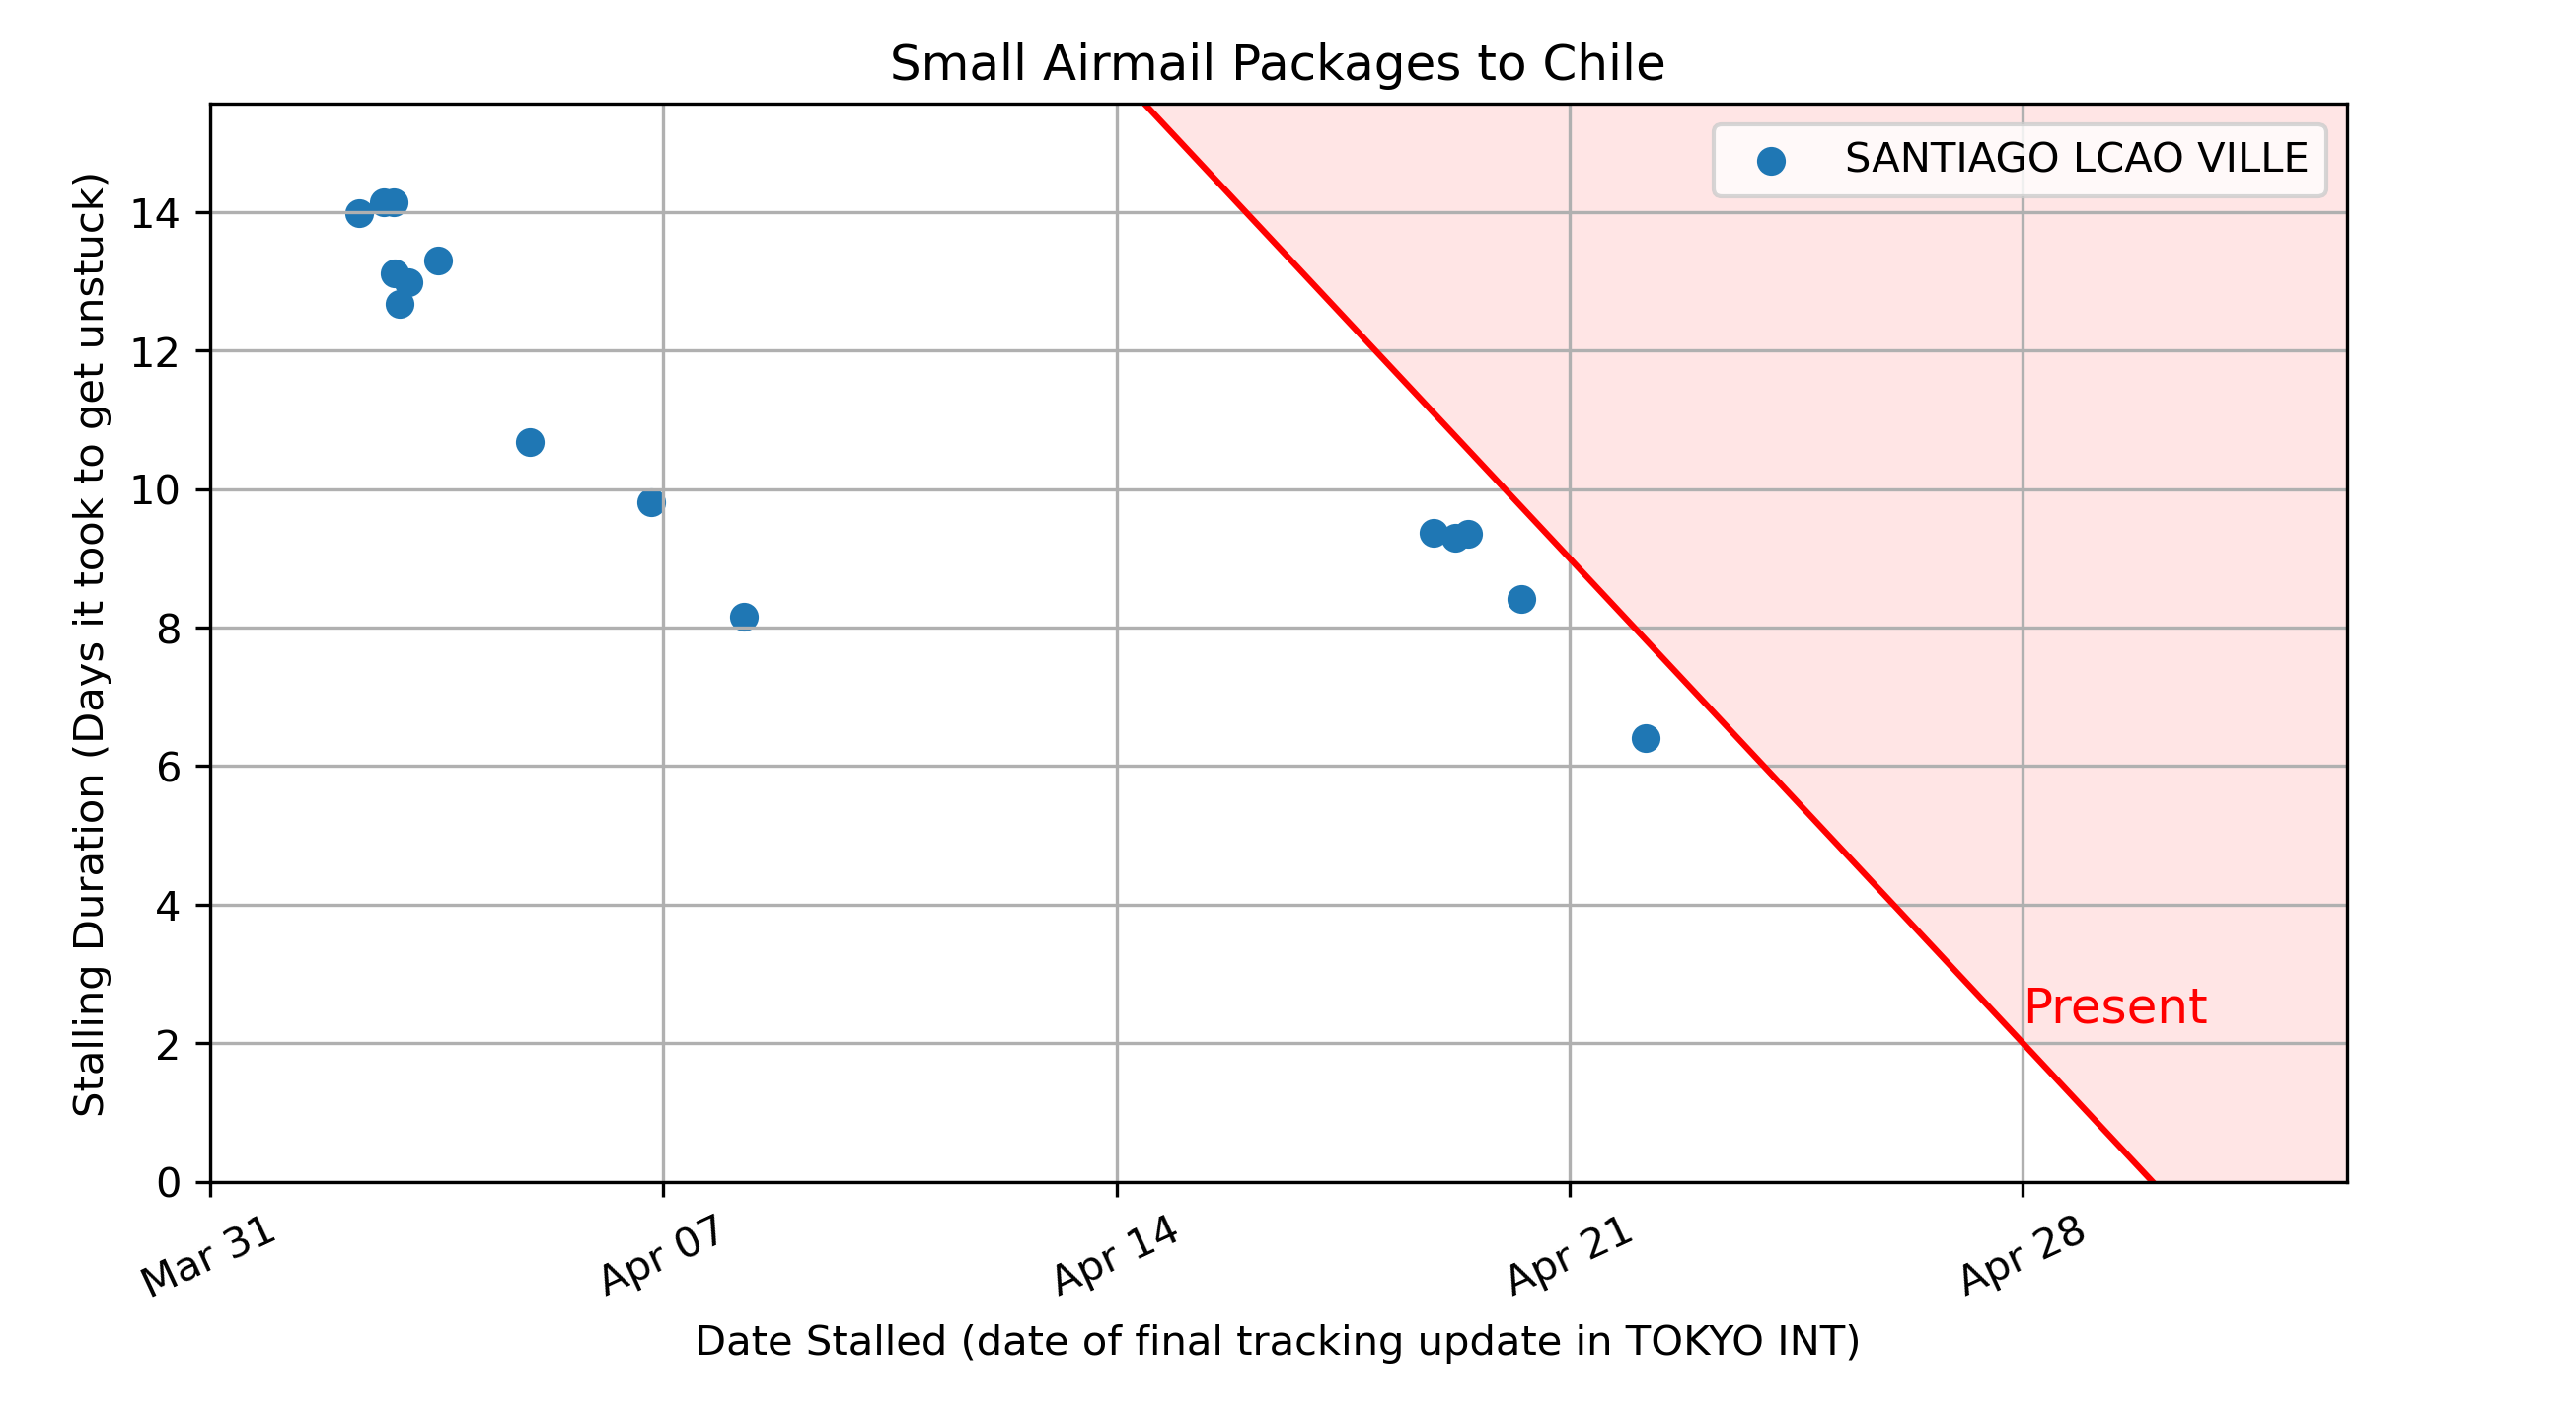 Small Airmail Packages to Chile
SANTIAGO LCAO VILLE
Stalling Duration (Days it took to get unstuck)
14
12
10
8
6
4
2
0
Present
Mar 31
Apr 07
Apr 14
Apr 21
Apr 28
Date Stalled (date of final tracking update in TOKYO INT)